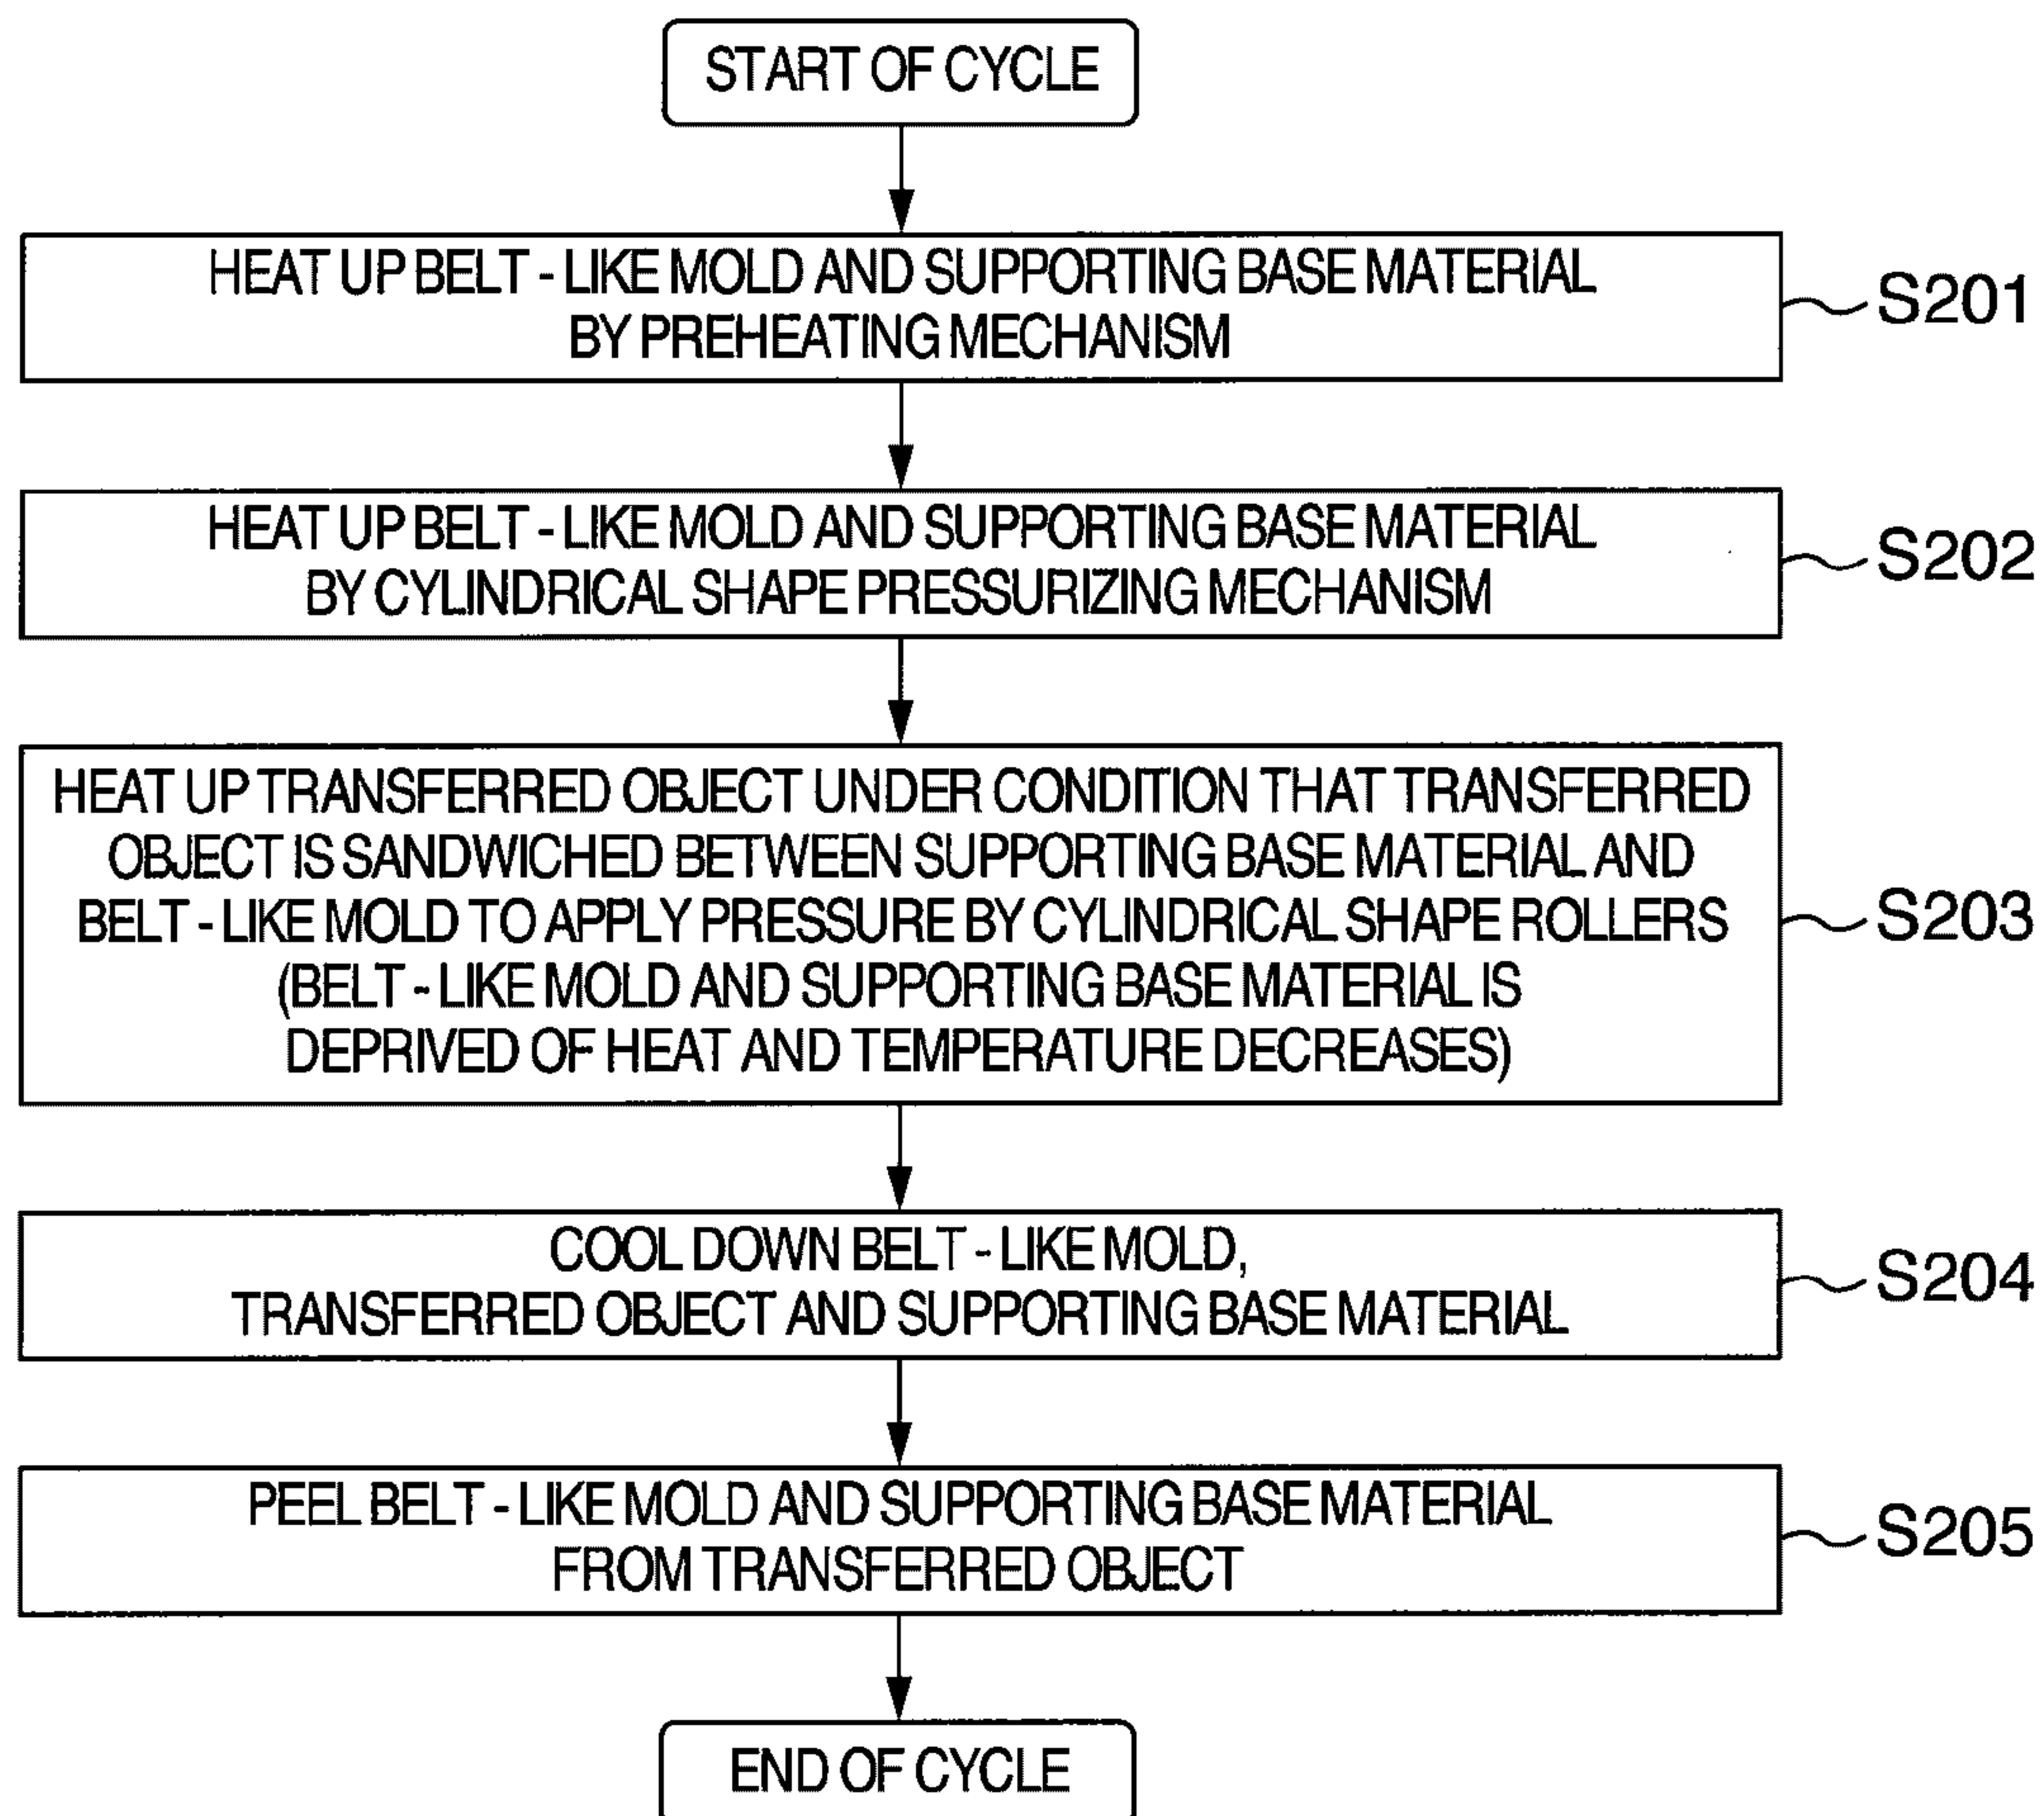 START OF CYCLE
HEAT UP BELT - LIKE MOLD AND SUPPORTING BASE MATERIAL
BY PREHEATING MECHANISM
S201
HEAT UP BELT - LIKE MOLD AND SUPPORTING BASE MATERIAL
BY CYLINDRICAL SHAPE PRESSURIZING MECHANISM
S202
HEAT UP TRANSFERRED OBJECT UNDER CONDITION THAT TRANSFERRED
OBJECT IS SANDWICHED BETWEEN SUPPORTING BASE MATERIAL AND
BELT - LIKE MOLD TO APPLY PRESSURE BY CYLINDRICAL SHAPE ROLLERS
(BELT - LIKE MOLD AND SUPPORTING BASE MATERIAL IS
DEPRIVED OF HEAT AND TEMPERATURE DECREASES)
S203
COOL DOWN BELT - LIKE MOLD,
TRANSFERRED OBJECT AND SUPPORTING BASE MATERIAL
S204
PEEL BELT - LIKE MOLD AND SUPPORTING BASE MATERIAL
FROM TRANSFERRED OBJECT
S205
END OF CYCLE